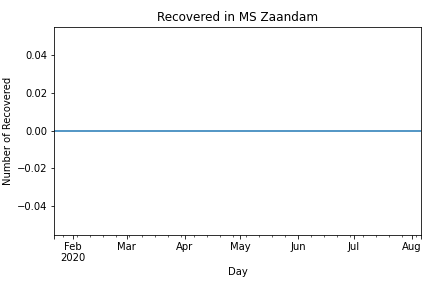 Recovered in MS Zaandam
Number of Recovered
0.04
0.02
0.00
−0.02
−0.04
Feb Mar Apr May Jun Jul Aug
2020
Day